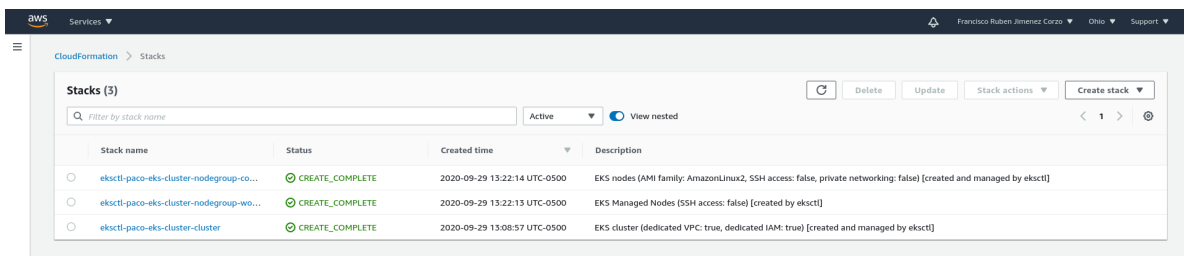 aws Services ▼ Francisco Ruben Jimenez Corzo ▼ Ohio ▼ Support ▼
CloudFormation > Stacks
Stacks (3) Delete Update Stack actions ▼ Create stack ▼
Filter by stack name Active ▼ View nested < 1 >
Stack name Status Created time ▼ Description
eksctl-paco-eks-cluster-nodegroup-co... CREATE_COMPLETE 2020-09-29 13:22:14 UTC-0500 EKS nodes (AMI family: AmazonLinux2, SSH access: false, private networking: false) [created and managed by eksctl]
eksctl-paco-eks-cluster-nodegroup-wo... CREATE_COMPLETE 2020-09-29 13:22:13 UTC-0500 EKS Managed Nodes (SSH access: false) [created by eksctl]
eksctl-paco-eks-cluster-cluster CREATE_COMPLETE 2020-09-29 13:08:57 UTC-0500 EKS cluster (dedicated VPC: true, dedicated IAM: true) [created and managed by eksctl]